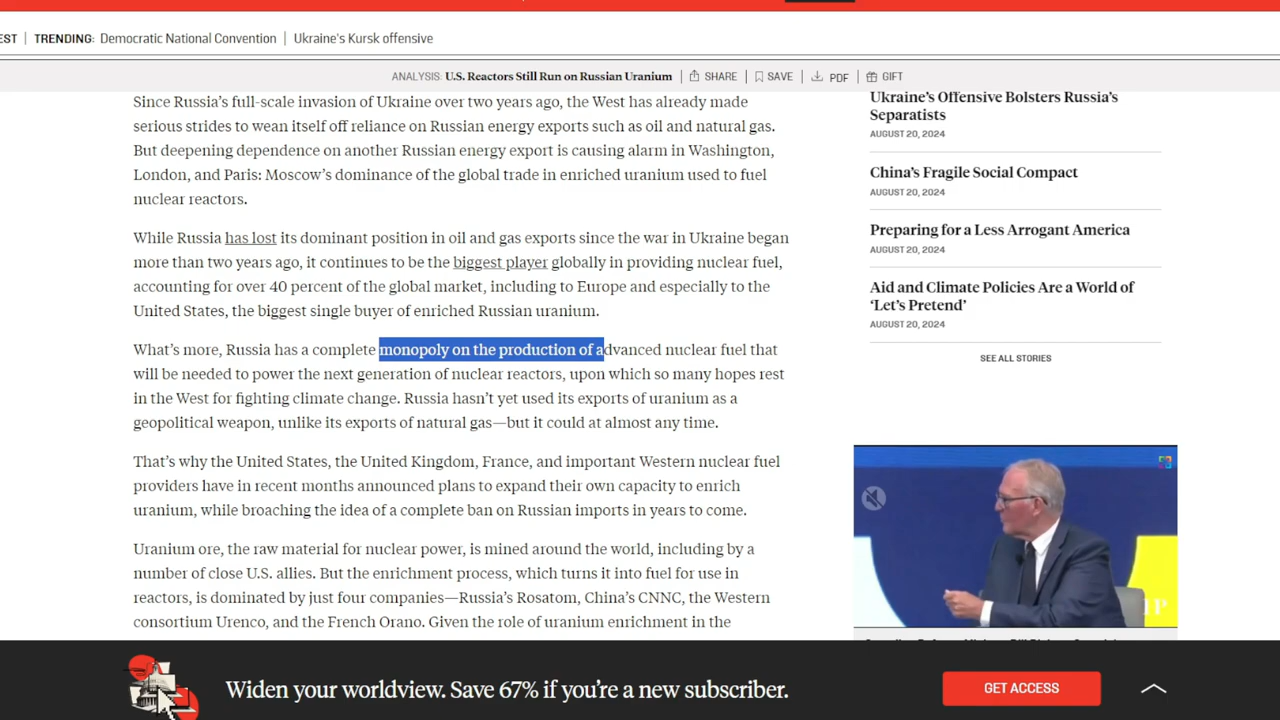 EST | TRENDING: Democratic National Convention | Ukraine's Kursk offensive
ANALYSIS: U.S. Reactors Still Run on Russian Uranium | SHARE | SAVE | PDF | GIFT
Since Russia's full-scale invasion of Ukraine over two years ago, the West has already made
serious strides to wean itself off reliance on Russian energy exports such as oil and natural gas.
But deepening dependence on another Russian energy export is causing alarm in Washington,
London, and Paris: Moscow's dominance of the global trade in enriched uranium used to fuel
nuclear reactors.
While Russia has lost its dominant position in oil and gas exports since the war in Ukraine began
more than two years ago, it continues to be the biggest player globally in providing nuclear fuel,
accounting for over 40 percent of the global market, including to Europe and especially to the
United States, the biggest single buyer of enriched Russian uranium.
What's more, Russia has a complete monopoly on the production of advanced nuclear fuel that
will be needed to power the next generation of nuclear reactors, upon which so many hopes rest
in the West for fighting climate change. Russia hasn't yet used its exports of uranium as a
geopolitical weapon, unlike its exports of natural gas—but it could at almost any time.
That's why the United States, the United Kingdom, France, and important Western nuclear fuel
providers have in recent months announced plans to expand their own capacity to enrich
uranium, while broaching the idea of a complete ban on Russian imports in years to come.
Uranium ore, the raw material for nuclear power, is mined around the world, including by a
number of close U.S. allies. But the enrichment process, which turns it into fuel for use in
reactors, is dominated by just four companies—Russia's Rosatom, China's CNNC, the Western
consortium Urenco, and the French Orano. Given the role of uranium enrichment in the
Ukraine's Offensive Bolsters Russia's
Separatists
AUGUST 20, 2024
China's Fragile Social Compact
AUGUST 20, 2024
Preparing for a Less Arrogant America
AUGUST 20, 2024
Aid and Climate Policies Are a World of
'Let's Pretend'
AUGUST 20, 2024
SEE ALL STORIES
Widen your worldview. Save 67% if you're a new subscriber.
GET ACCESS